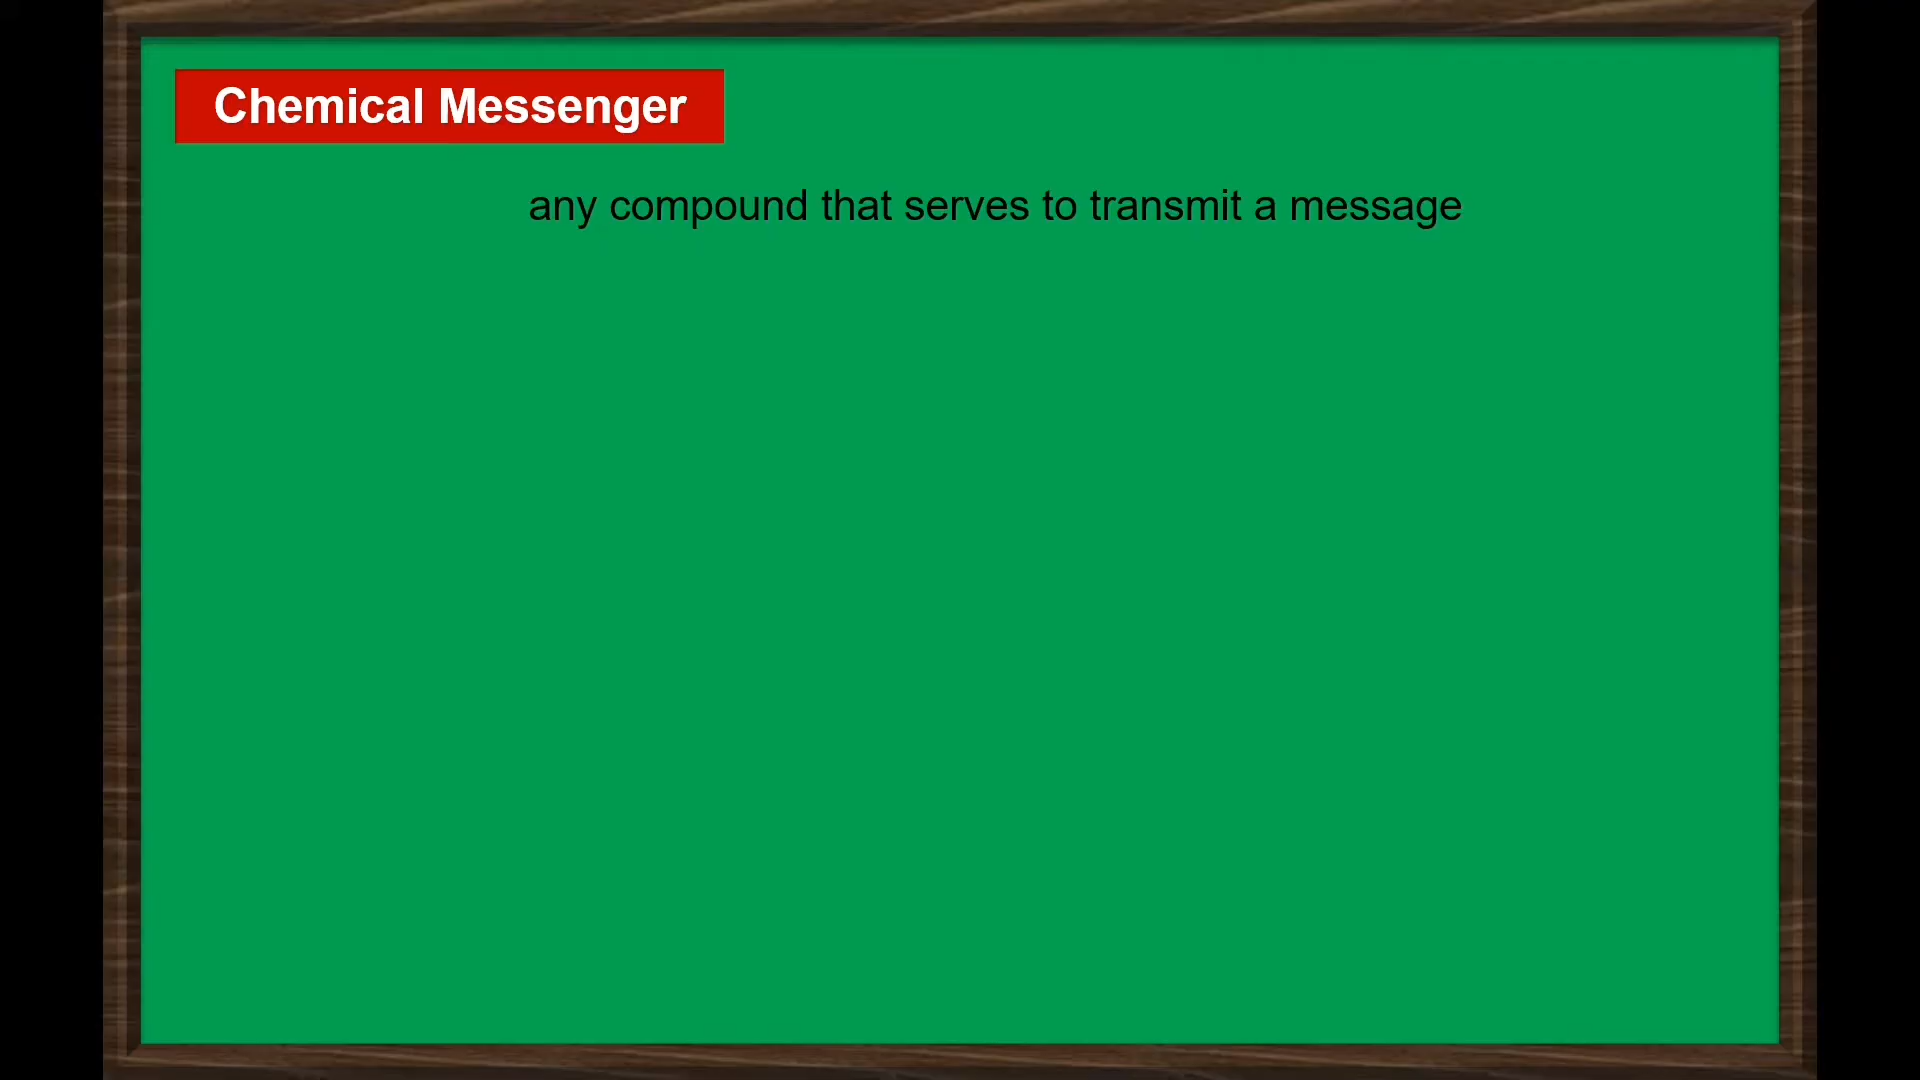 Chemical Messenger
any compound that serves to transmit a message